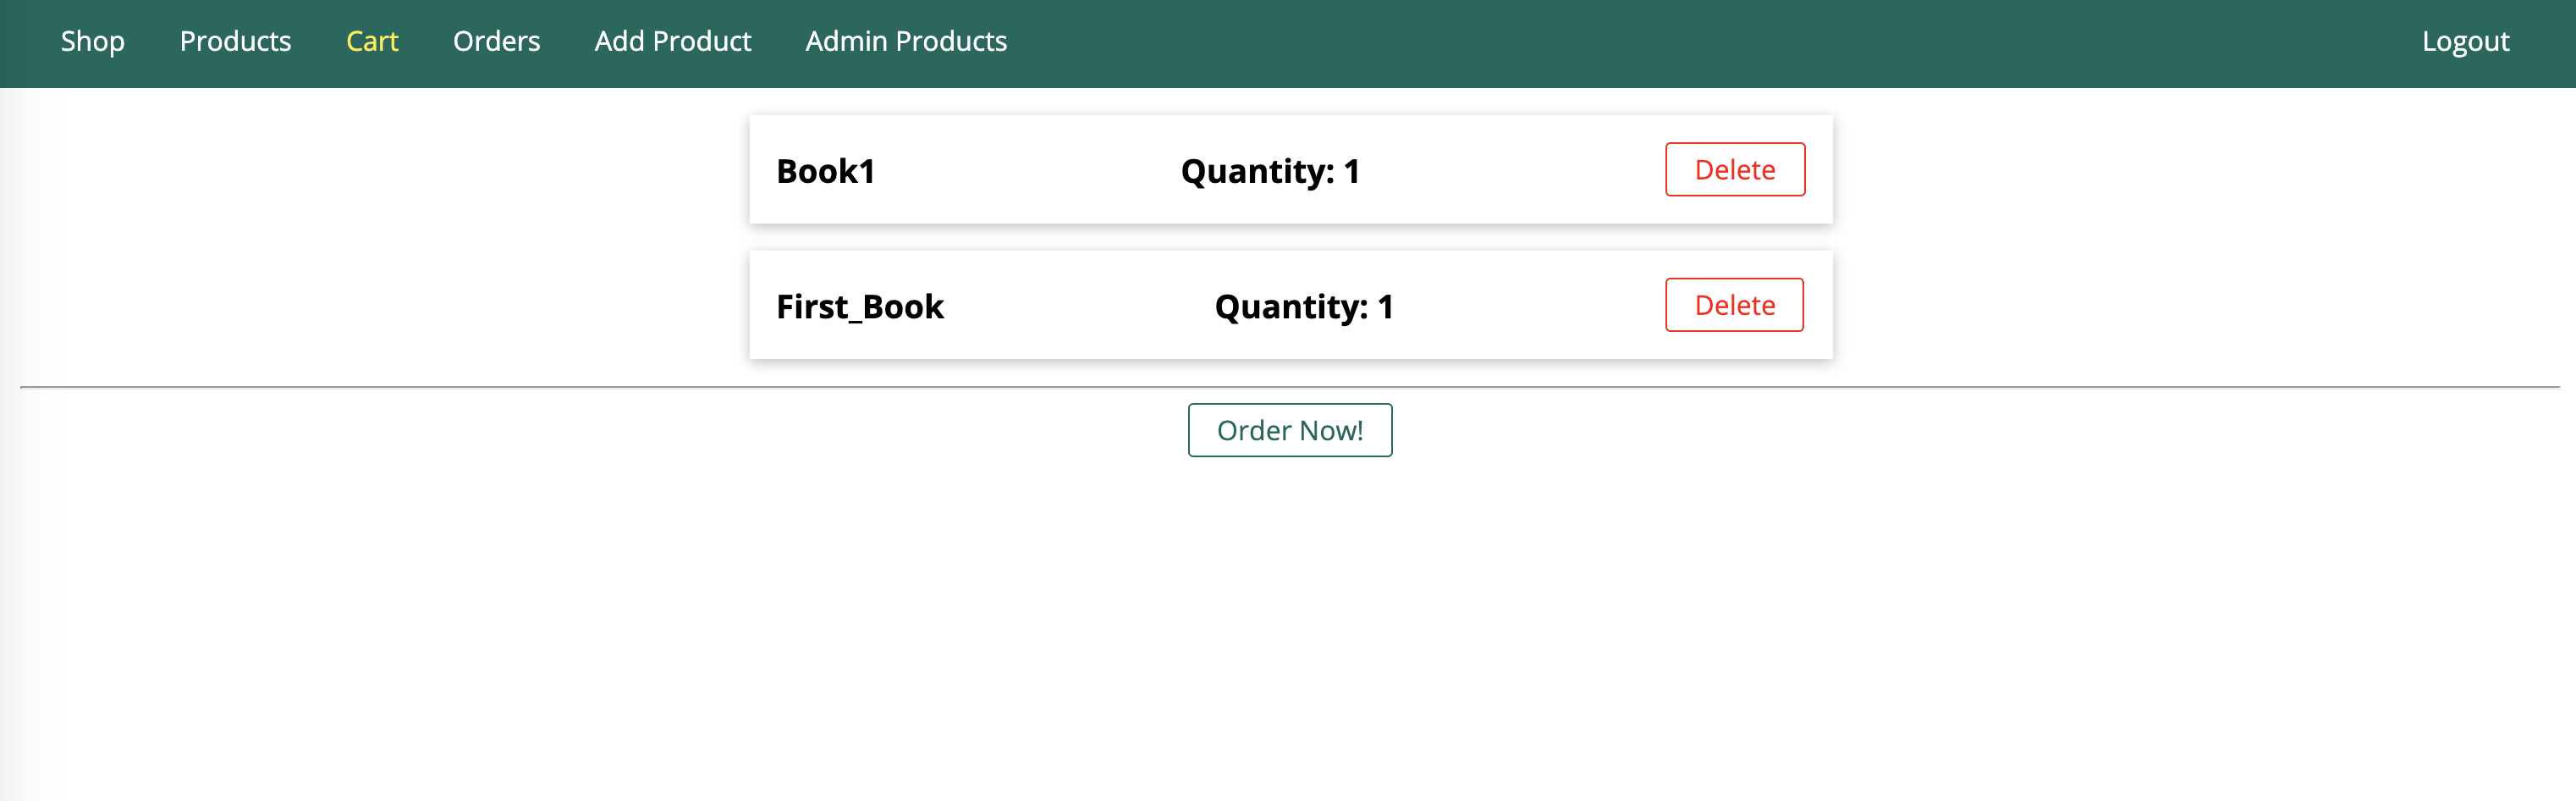 Shop Products Cart Orders Add Product Admin Products Logout
Book1 Quantity: 1 Delete
First_Book Quantity: 1 Delete
Order Now!